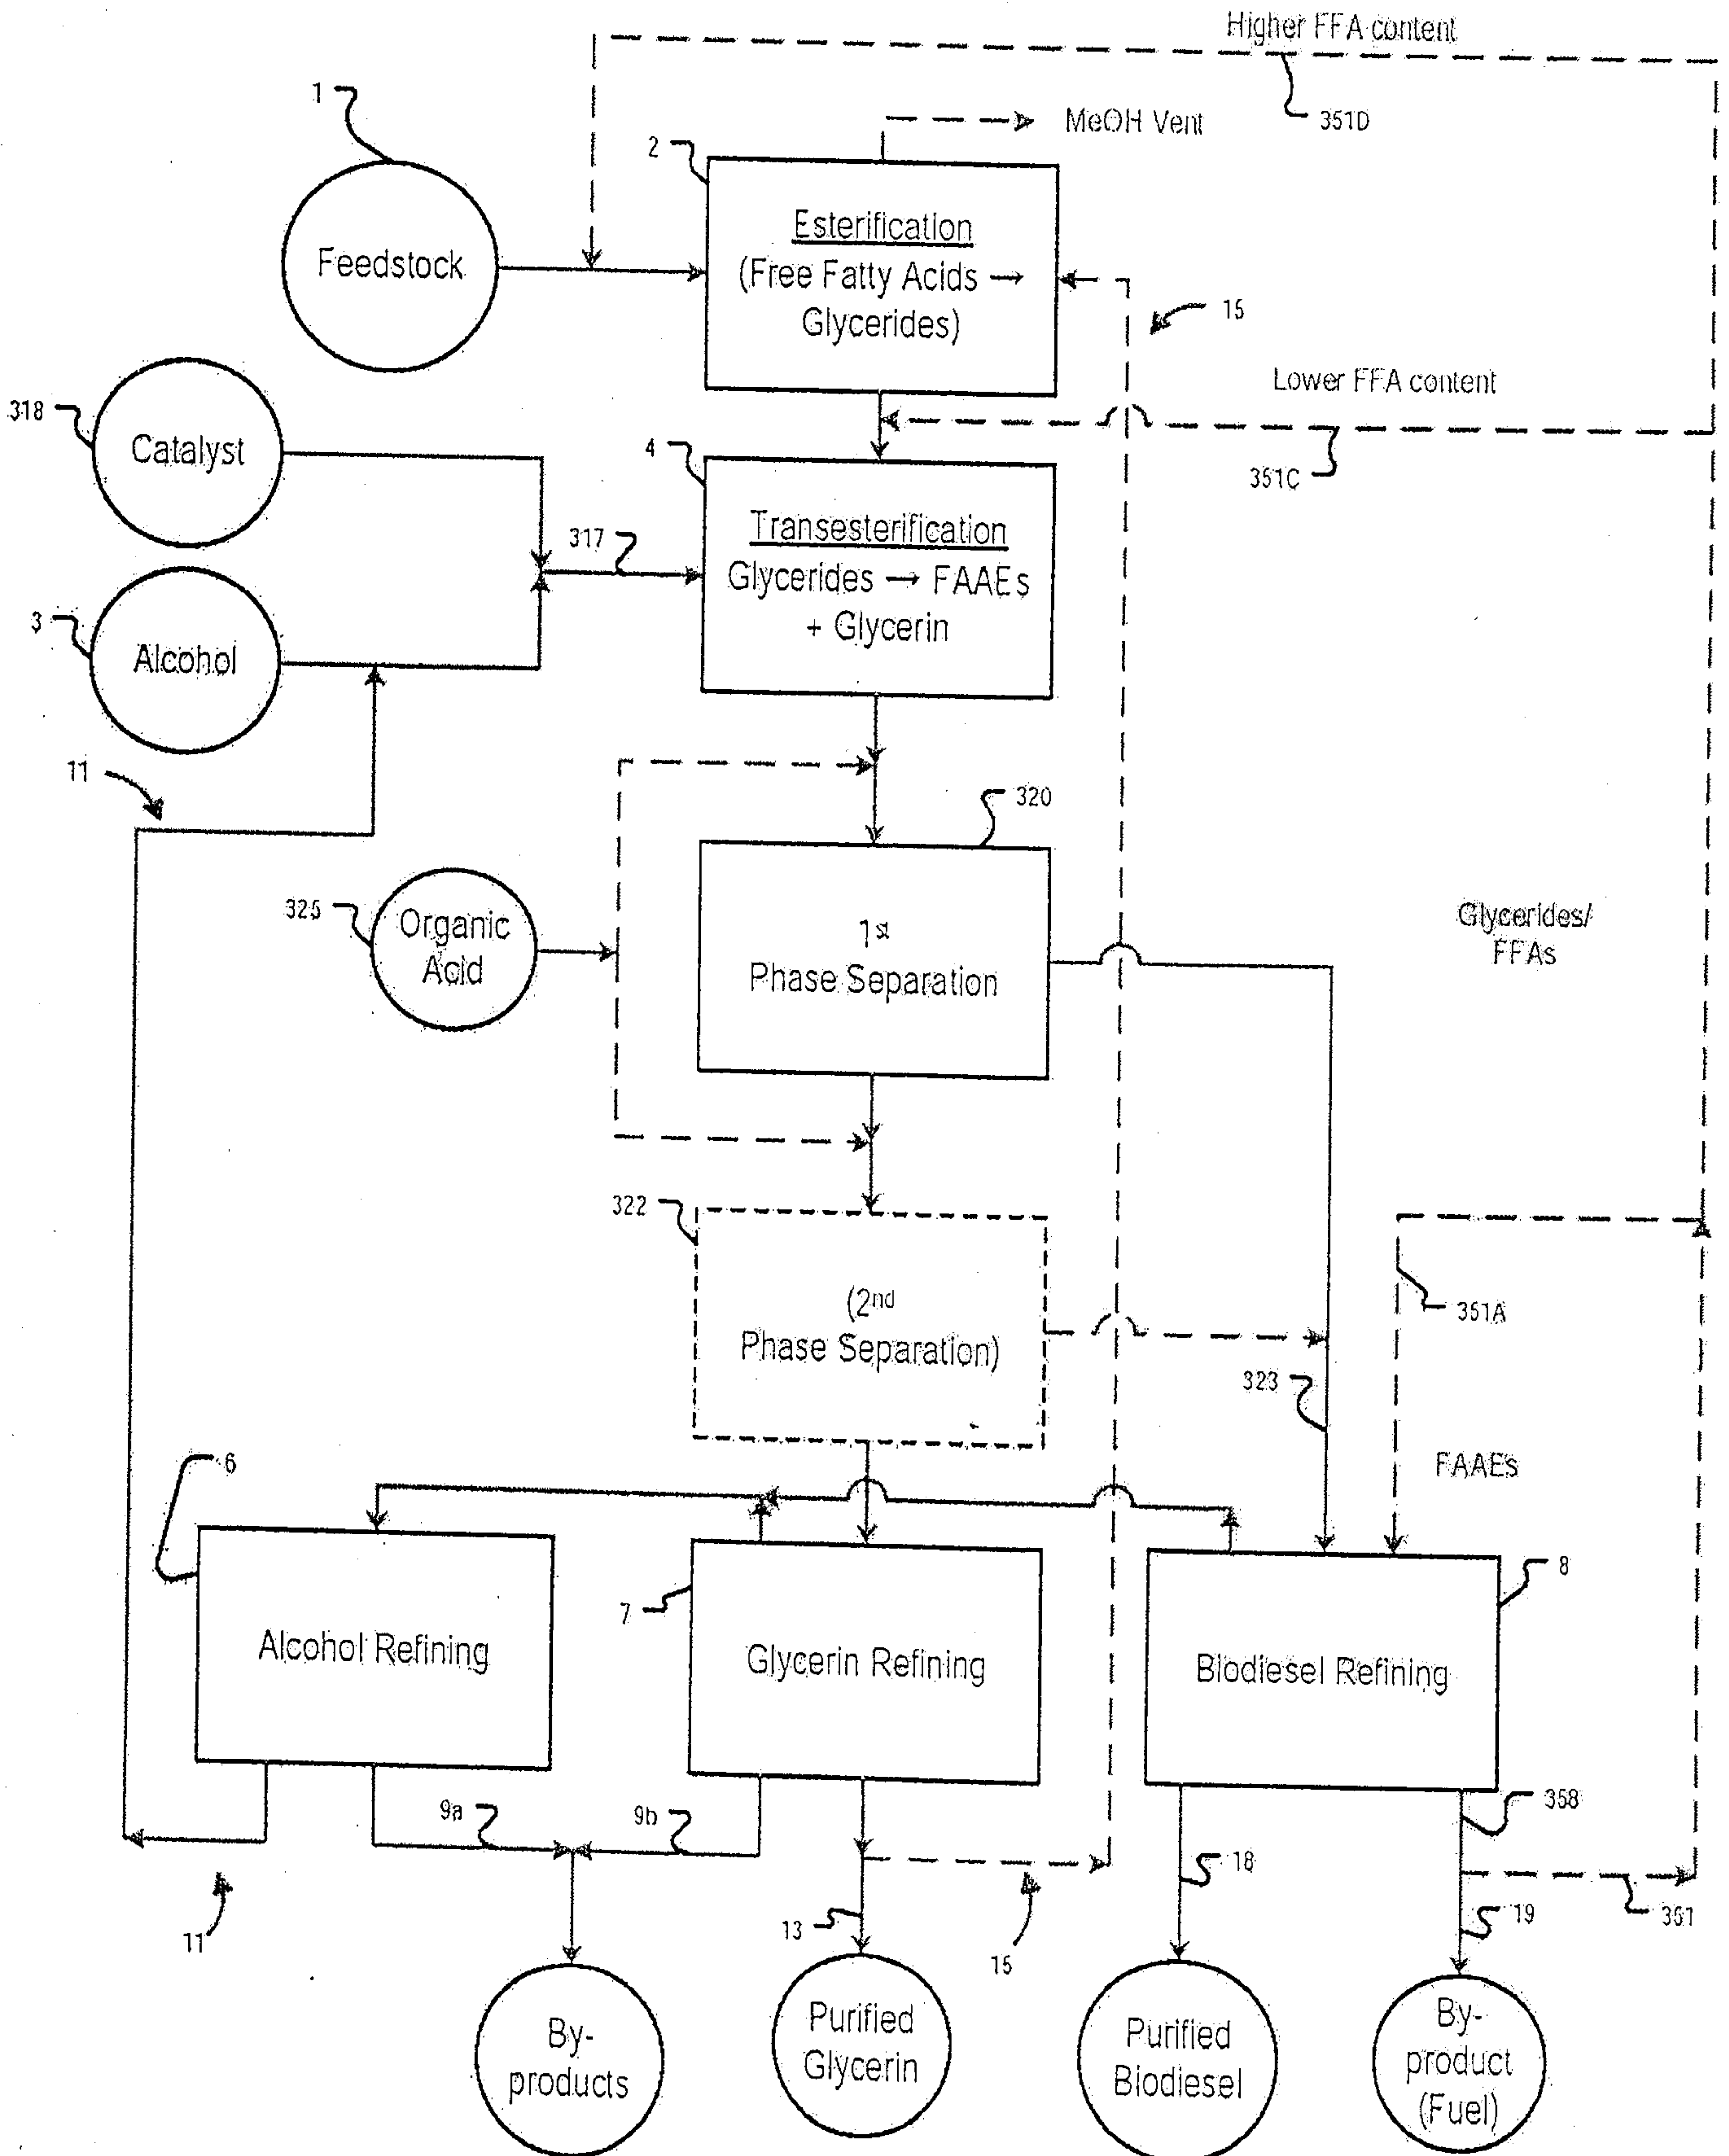 Higher FFA content
1
351D
MeOH Vent
2
Esterification
(Free Fatty Acids →
Glycerides)
Feedstock
15
Lower FFA content
318
Catalyst
4
351C
317
Transesterification
Glycerides → FAAEs
+ Glycerin
3
Alcohol
11
320
325
Organic
Acid
1st
Phase Separation
Glycerides/
FFAs
322
(2nd
Phase Separation)
351A
323
FAAEs
6
7
8
Alcohol Refining
Glycerin Refining
Biodiesel Refining
9a
9b
358
18
11
13
15
19
351
By-
products
Purified
Glycerin
Purified
Biodiesel
By-
product
(Fuel)